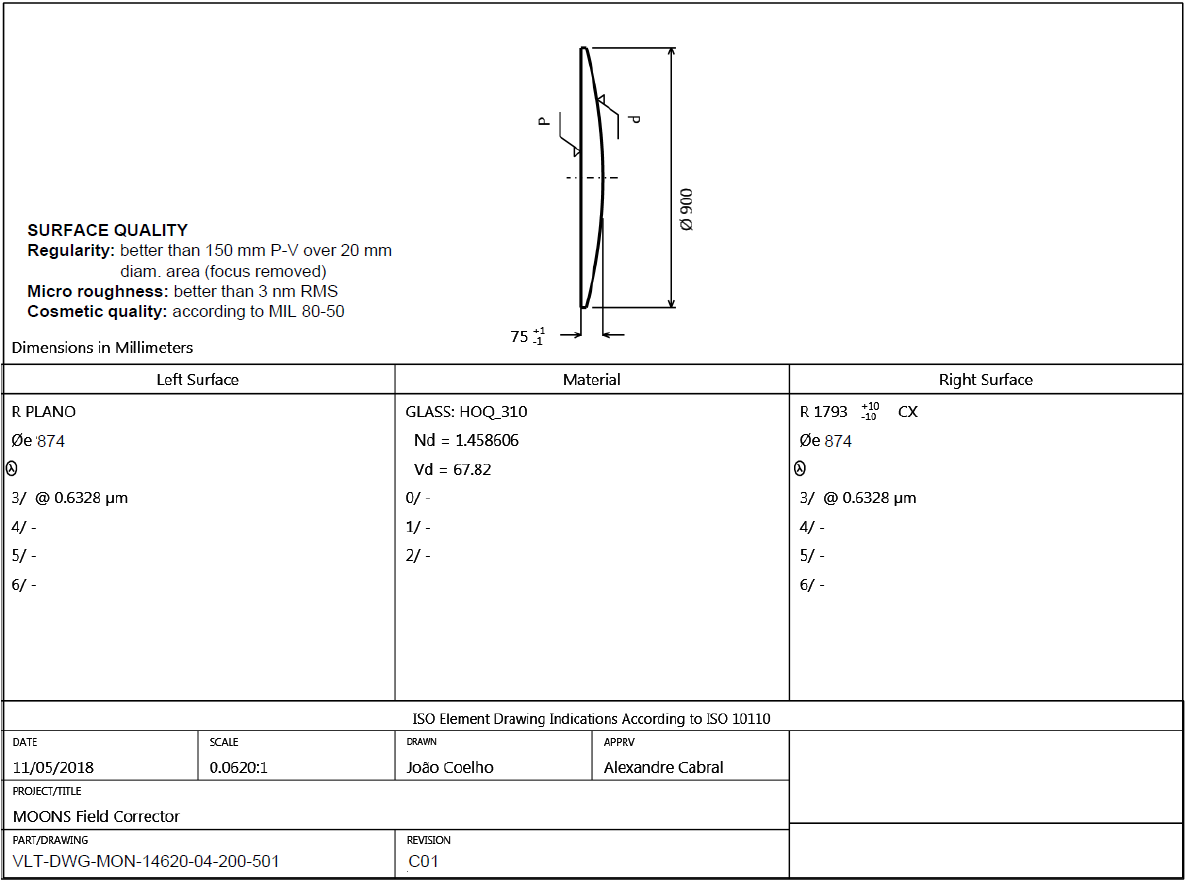 P
P
Ø 900
SURFACE QUALITY
Regularity: better than 150 mm P-V over 20 mm
diam. area (focus removed)
Micro roughness: better than 3 nm RMS
Cosmetic quality: according to MIL 80-50
75 +1 -1
Dimensions in Millimeters
Left Surface
Material
Right Surface
R PLANO
Øe 874
λ
3/ @ 0.6328 µm
4/ -
5/ -
6/ -
GLASS: HOQ_310
Nd = 1.458606
Vd = 67.82
0/ -
1/ -
2/ -
R 1793 +10 -10 CX
Øe 874
λ
3/ @ 0.6328 µm
4/ -
5/ -
6/ -
ISO Element Drawing Indications According to ISO 10110
DATE
11/05/2018
SCALE
0.0620:1
DRAWN
João Coelho
APPRV
Alexandre Cabral
PROJECT/TITLE
MOONS Field Corrector
PART/DRAWING
VLT-DWG-MON-14620-04-200-501
REVISION
C01